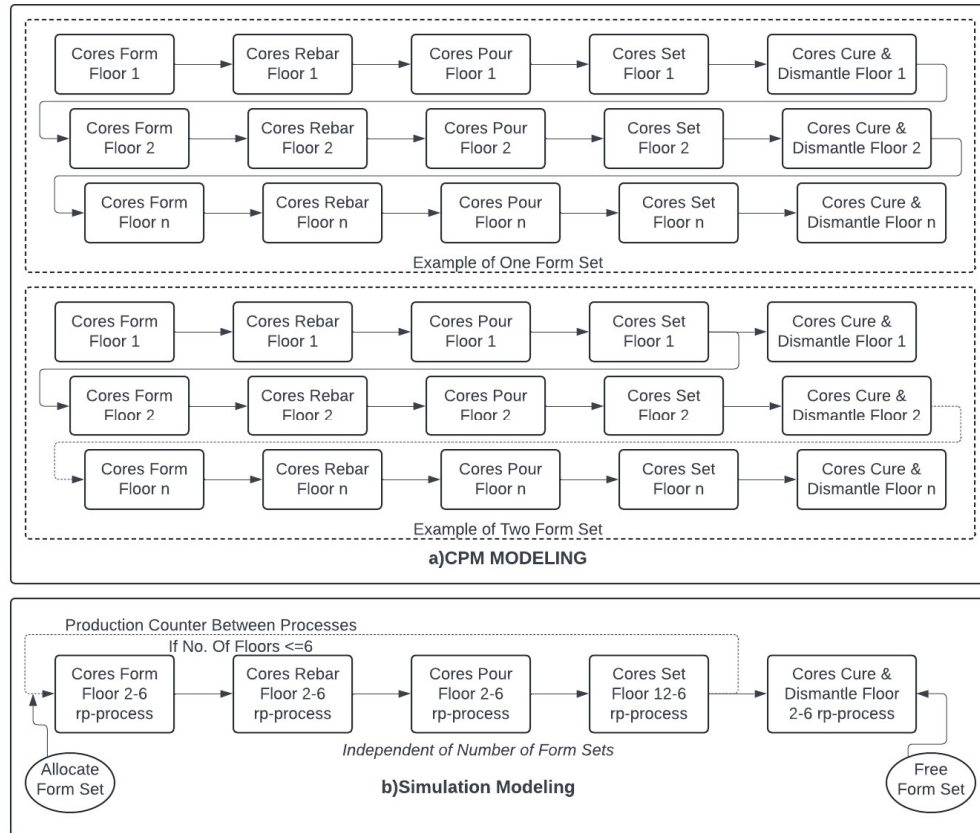 Cores Form
Floor 1
Cores Rebar
Floor 1
Cores Pour
Floor 1
Cores Set
Floor 1
Cores Cure &
Dismantle Floor 1
Cores Form
Floor 2
Cores Rebar
Floor 2
Cores Pour
Floor 2
Cores Set
Floor 2
Cores Cure &
Dismantle Floor 2
Cores Form
Floor n
Cores Rebar
Floor n
Cores Pour
Floor n
Cores Set
Floor n
Cores Cure &
Dismantle Floor n
Example of One Form Set
Cores Form
Floor 1
Cores Rebar
Floor 1
Cores Pour
Floor 1
Cores Set
Floor 1
Cores Cure &
Dismantle Floor 1
Cores Form
Floor 2
Cores Rebar
Floor 2
Cores Pour
Floor 2
Cores Set
Floor 2
Cores Cure &
Dismantle Floor 2
Cores Form
Floor n
Cores Rebar
Floor n
Cores Pour
Floor n
Cores Set
Floor n
Cores Cure &
Dismantle Floor n
Example of Two Form Set
a)CPM MODELING
Production Counter Between Processes
If No. Of Floors <=6
Cores Form
Floor 2-6
rp-process
Cores Rebar
Floor 2-6
rp-process
Cores Pour
Floor 2-6
rp-process
Cores Set
Floor 12-6
rp-process
Cores Cure &
Dismantle Floor
2-6 rp-process
Independent of Number of Form Sets
Allocate
Form Set
Free
Form Set
b)Simulation Modeling